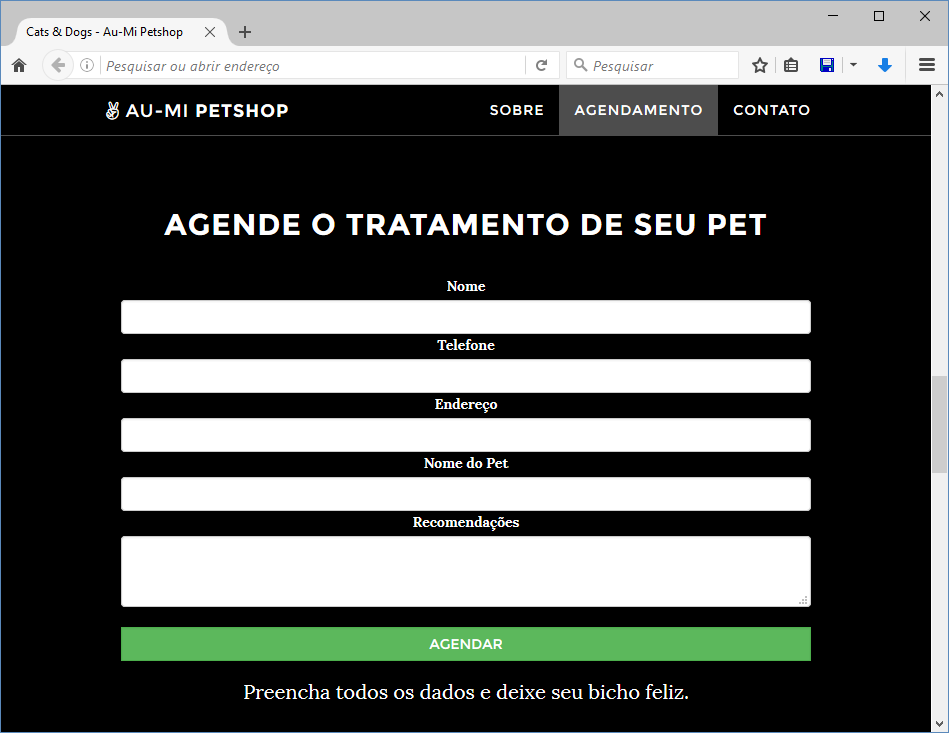 Cats & Dogs - Au-Mi Petshop
Pesquisar ou abrir endereço
Pesquisar
AU-MI PETSHOP
SOBRE
AGENDAMENTO
CONTATO
AGENDE O TRATAMENTO DE SEU PET
Nome
Telefone
Endereço
Nome do Pet
Recomendações
AGENDAR
Preencha todos os dados e deixe seu bicho feliz.